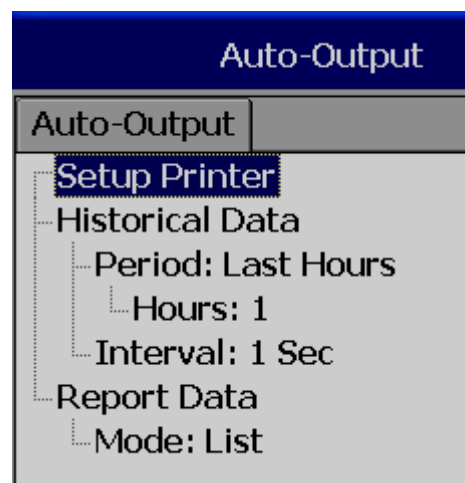 Auto-Output
Auto-Output
Setup Printer
Historical Data
Period: Last Hours
Hours: 1
Interval: 1 Sec
Report Data
Mode: List